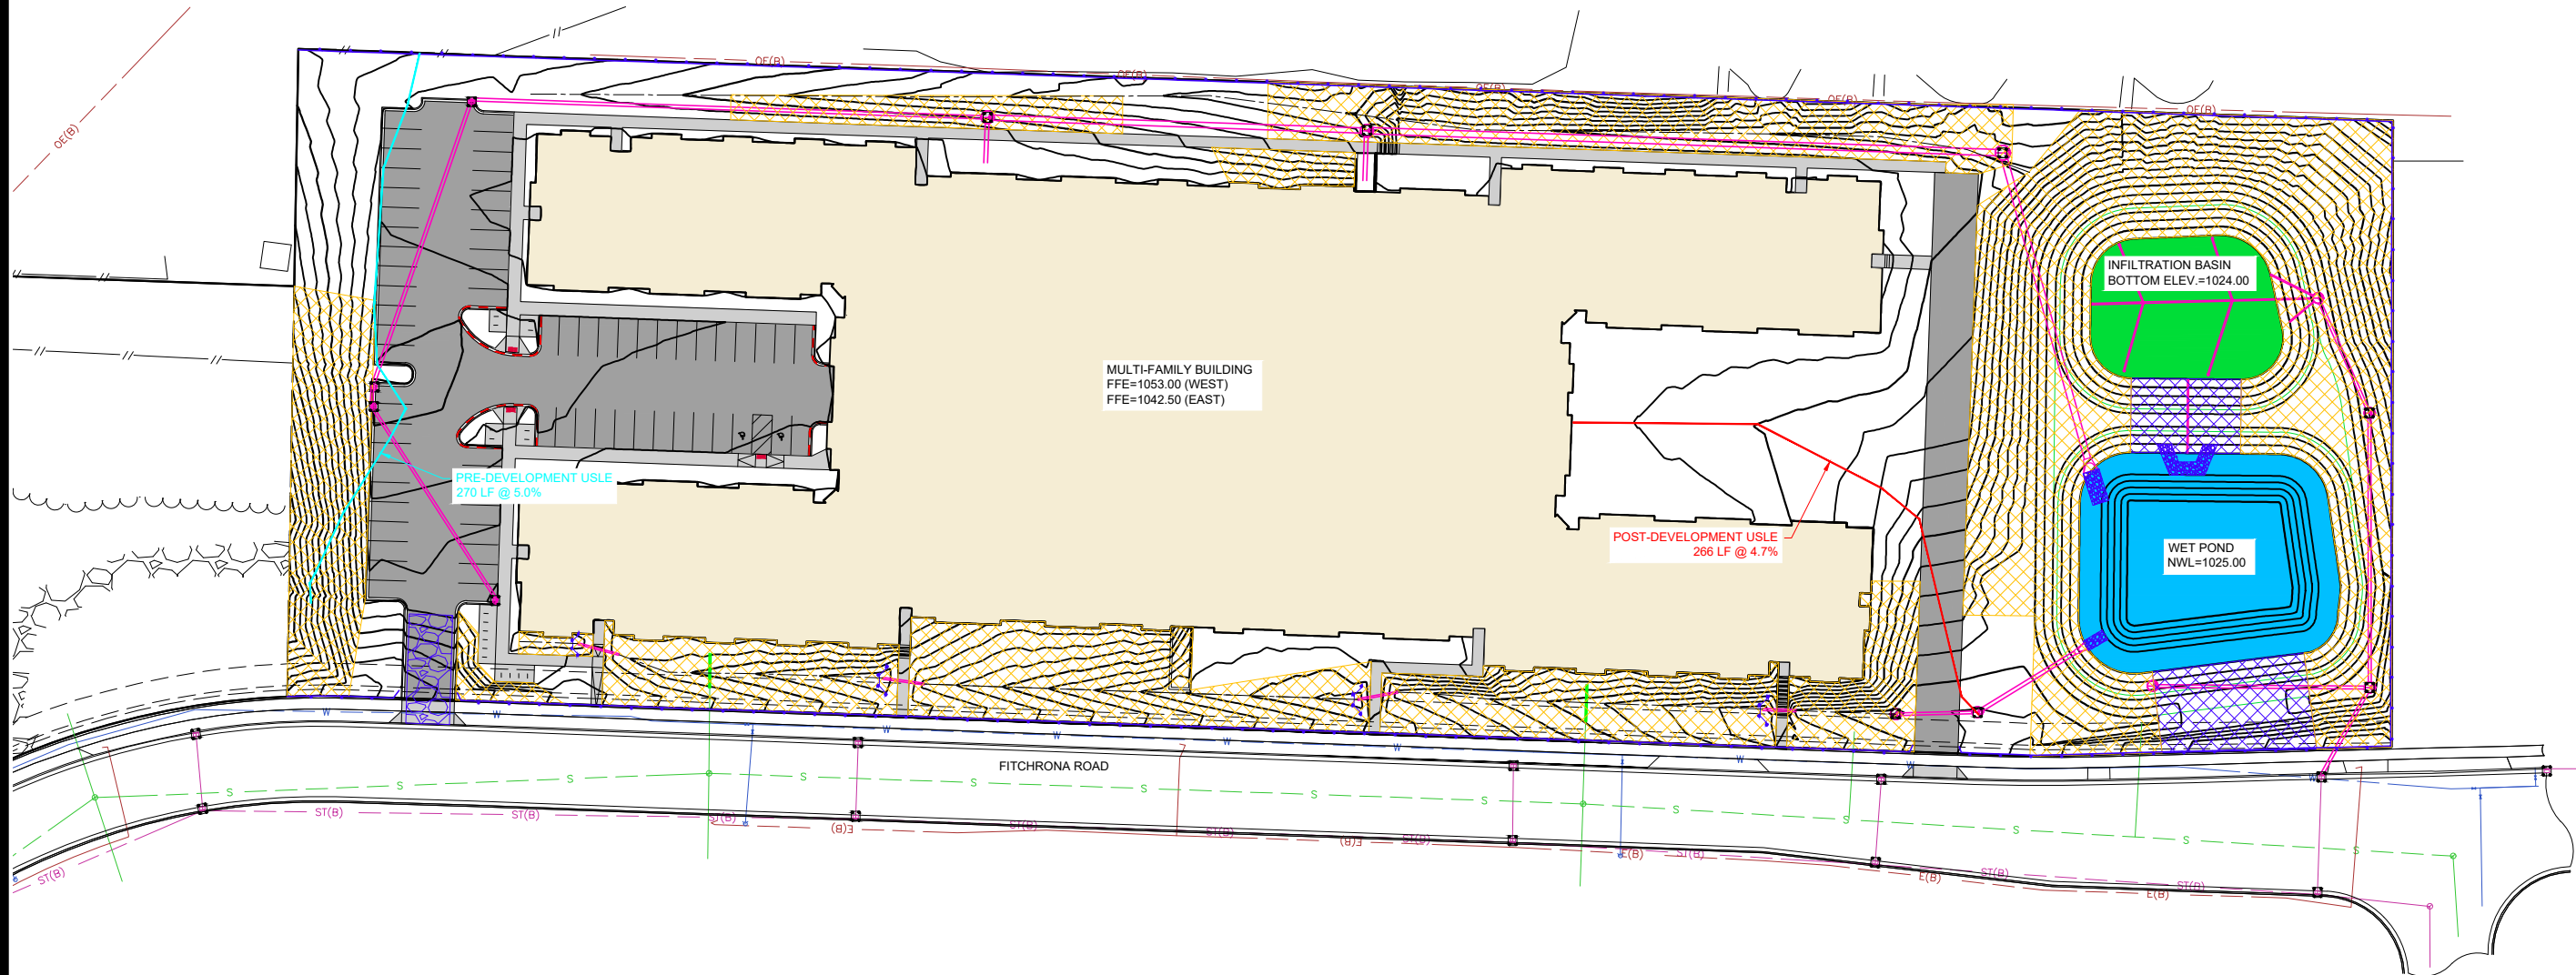 OE(B)
OE(B)
OE(B)
OE(B)
OE(B)
OE(B)
INFILTRATION BASIN
BOTTOM ELEV.=1024.00
MULTI-FAMILY BUILDING
FFE=1053.00 (WEST)
FFE=1042.50 (EAST)
PRE-DEVELOPMENT USLE
270 LF @ 5.0%
POST-DEVELOPMENT USLE
266 LF @ 4.7%
WET POND
NWL=1025.00
W
W
W
W
W
W
W
W
W
W
FITCHRONA ROAD
S
S
S
S
S
S
S
S
S
S
S
S
ST(B)
ST(B)
ST(B)
ST(B)
ST(B)
ST(B)
ST(B)
ST(B)
ST(B)
E(B)
E(B)
E(B)
E(B)
E(B)